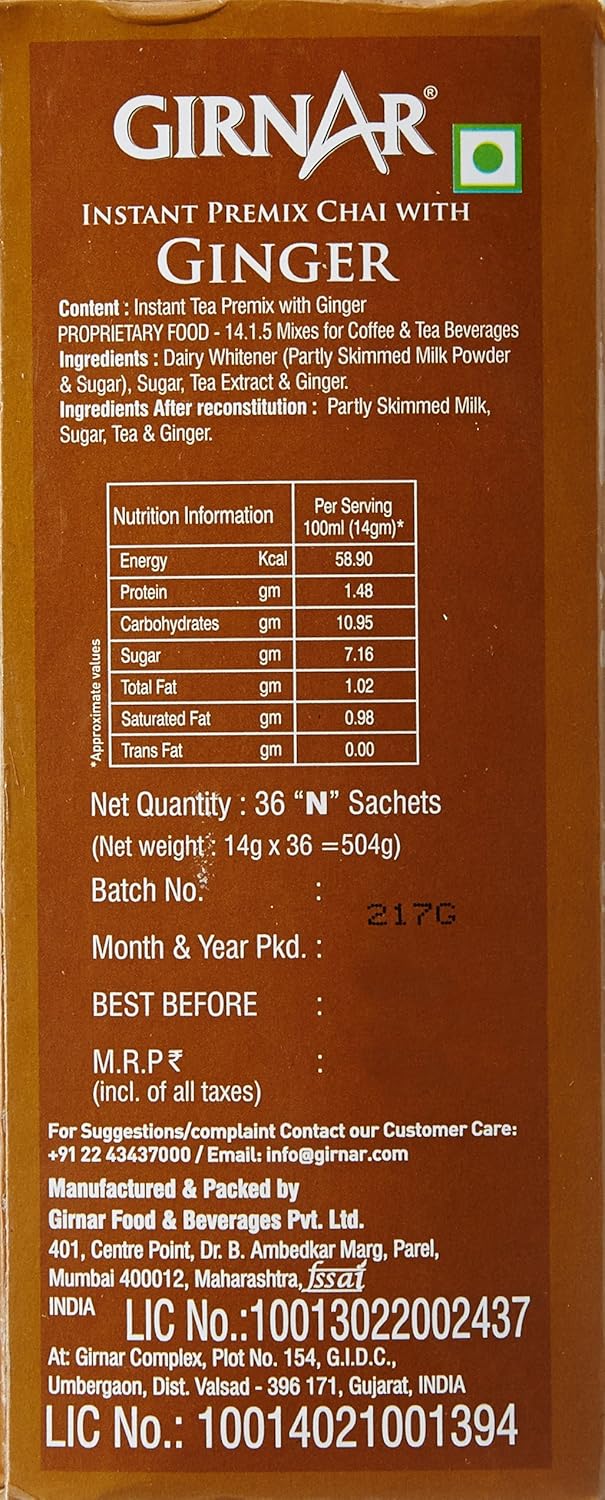 GIRNAR®
INSTANT PREMIX CHAI WITH
GINGER
Content : Instant Tea Premix with Ginger
PROPRIETARY FOOD - 14.1.5 Mixes for Coffee & Tea Beverages
Ingredients : Dairy Whitener (Partly Skimmed Milk Powder
& Sugar), Sugar, Tea Extract & Ginger.
Ingredients After reconstitution : Partly Skimmed Milk,
Sugar, Tea & Ginger.
Nutrition Information Per Serving
100ml (14gm)*
Energy Kcal 58.90
Protein gm 1.48
Carbohydrates gm 10.95
Sugar gm 7.16
Total Fat gm 1.02
Saturated Fat gm 0.98
Trans Fat gm 0.00
*Approximate values
Net Quantity : 36 “N” Sachets
(Net weight : 14g x 36 =504g)
Batch No. :
217G
Month & Year Pkd. :
BEST BEFORE :
M.R.P ₹ :
(incl. of all taxes)
For Suggestions/complaint Contact our Customer Care:
+91 22 43437000 / Email: info@girnar.com
Manufactured & Packed by
Girnar Food & Beverages Pvt. Ltd.
401, Centre Point, Dr. B. Ambedkar Marg, Parel,
Mumbai 400012, Maharashtra, fssai
INDIA LIC No.:10013022002437
At: Girnar Complex, Plot No. 154, G.I.D.C.,
Umbergaon, Dist. Valsad - 396 171, Gujarat, INDIA
LIC No.: 10014021001394